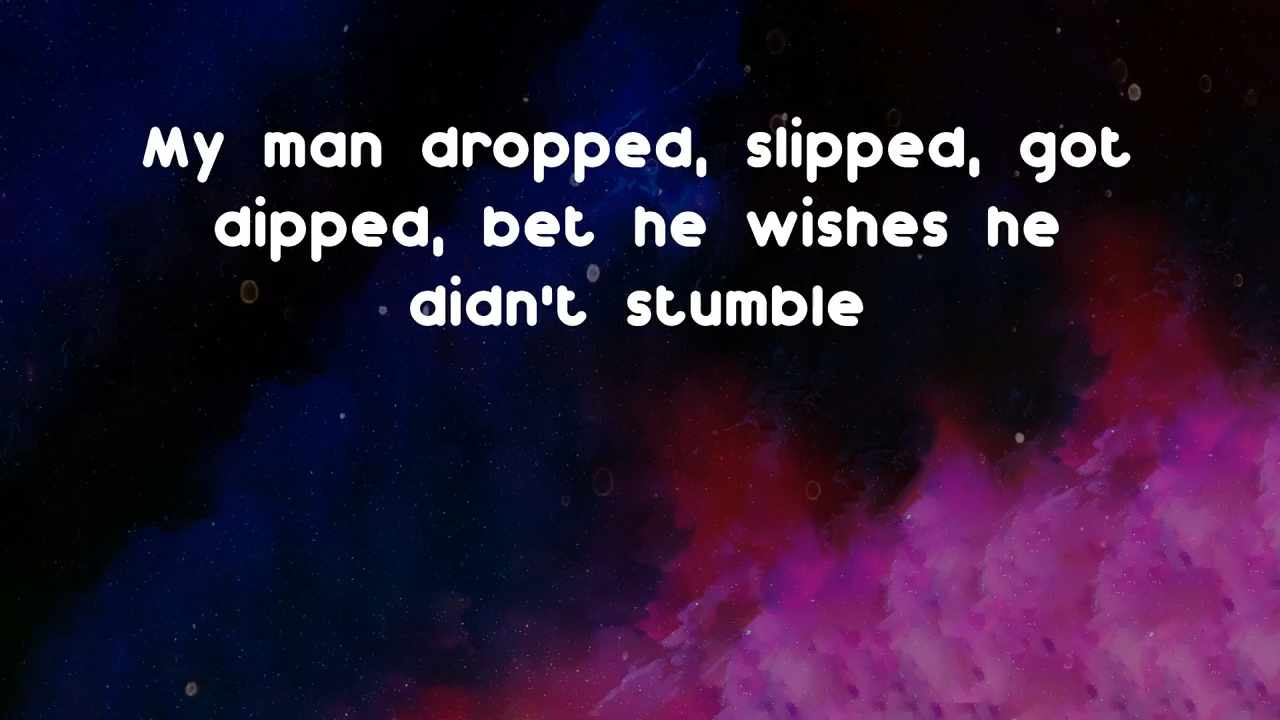 My man dropped, slipped, got
dipped, bet he wishes he
didn't stumble